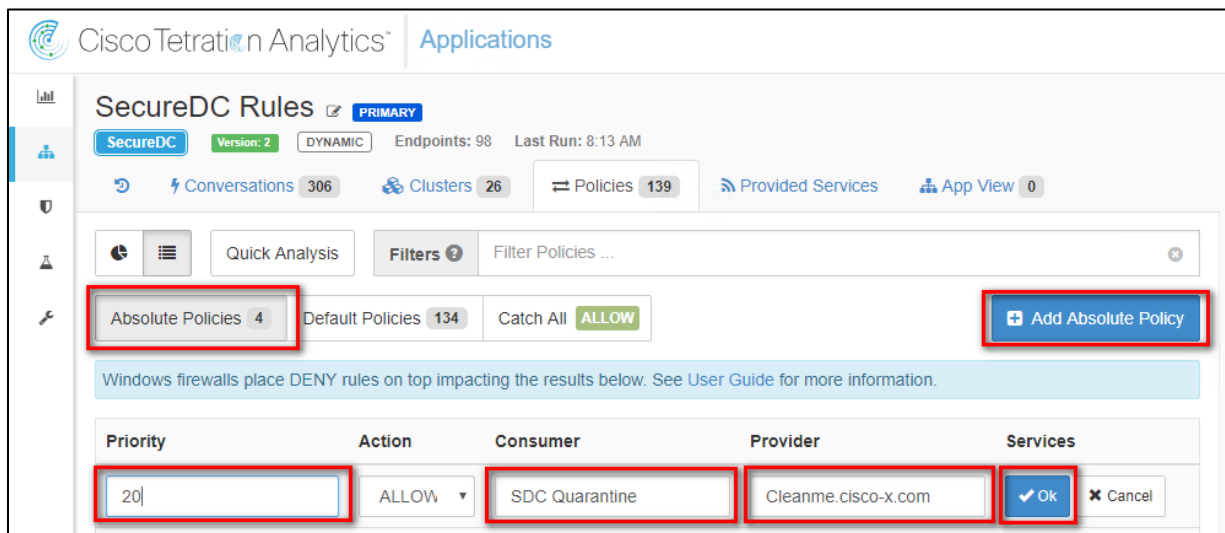 Cisco Tetration Analytics™ Applications
SecureDC Rules PRIMARY
SecureDC Version: 2 DYNAMIC Endpoints: 98 Last Run: 8:13 AM
Conversations 306 Clusters 26 Policies 139 Provided Services App View 0
Quick Analysis Filters ? Filter Policies ...
Absolute Policies 4 Default Policies 134 Catch All ALLOW Add Absolute Policy
Windows firewalls place DENY rules on top impacting the results below. See User Guide for more information.
Priority Action Consumer Provider Services
20 ALLOW SDC Quarantine Cleanme.cisco-x.com Ok Cancel